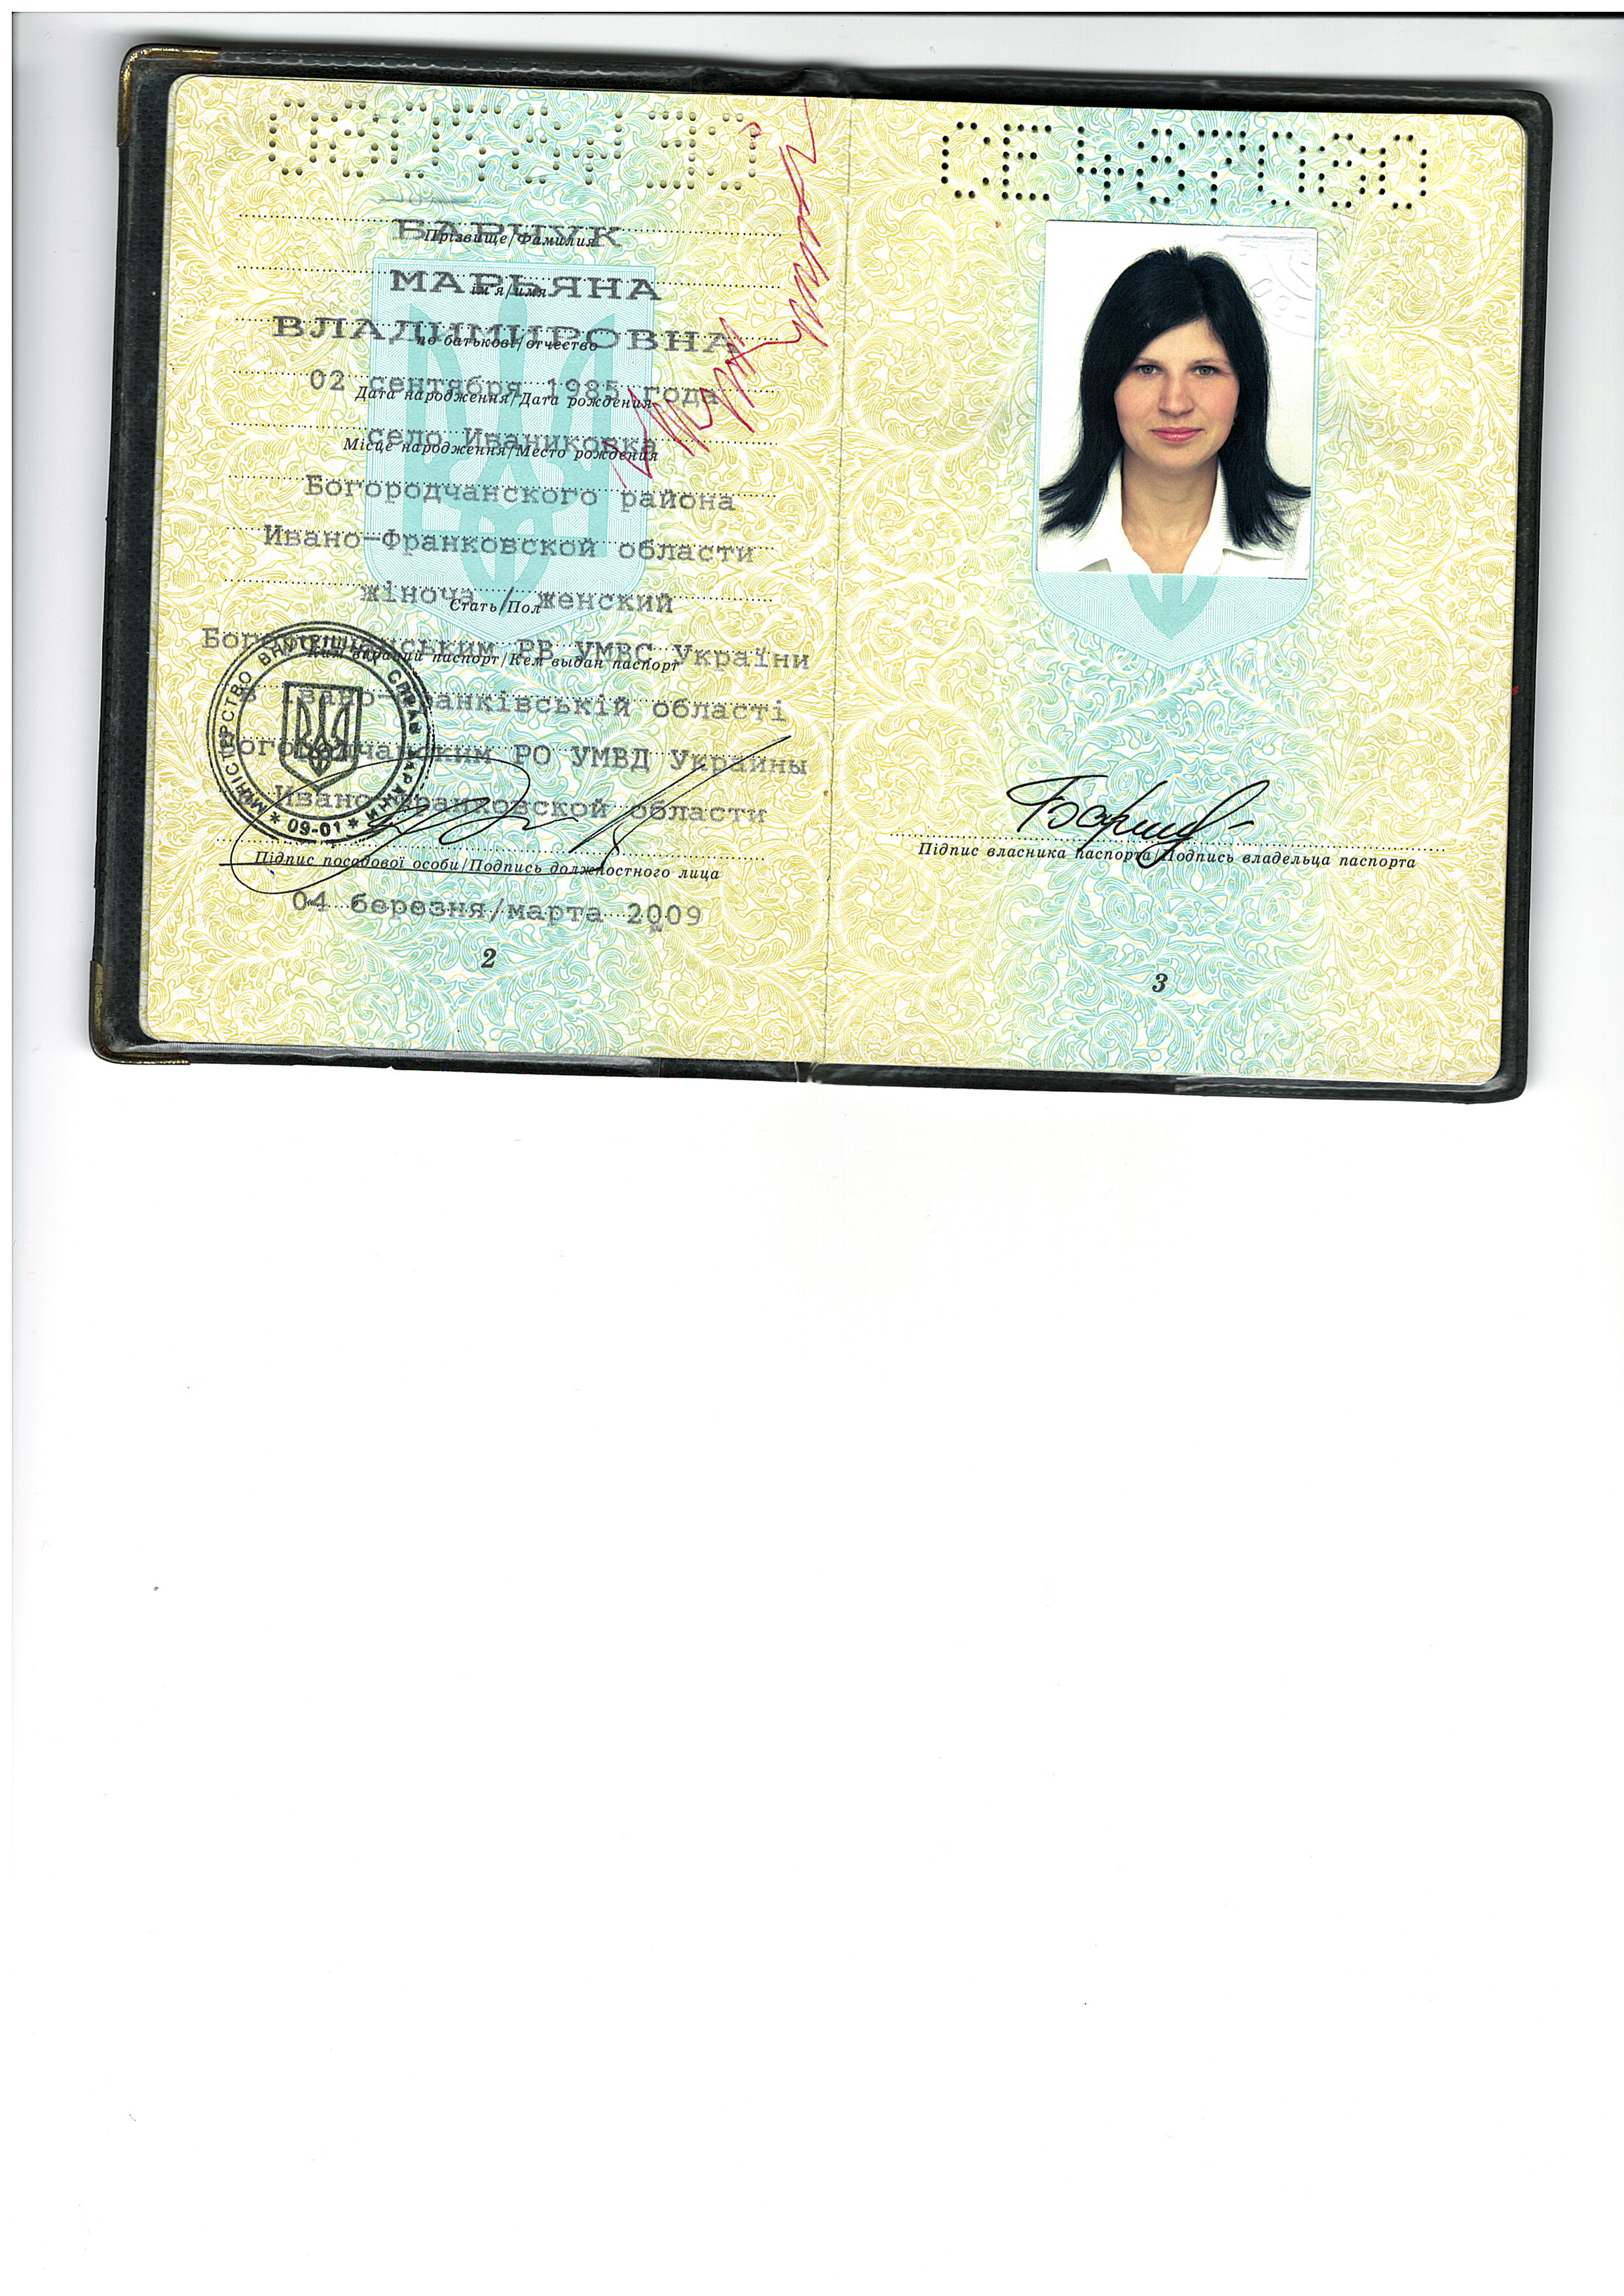 СЕ 437080
БАРЧУК
Прізвище/Фамилия
МАРЬЯНА
ім'я/имя
ВЛАДИМИРОВНА
по батькові/отчество
02 сентября 1985 года
Дата народження/Дата рождения
село Иваниковка
Місце народження/Место рождения
Богородчанского района
Ивано-Франковской области
жіноча / женский
Стать/Пол
Богородчанським РВ УМВС України
Ким виданий паспорт/Кем выдан паспорт
в Івано-Франківській області
Богородчанским РО УМВД Украины
Ивано-Франковской области
МІНІСТЕРСТВО ВНУТРІШНІХ СПРАВ УКРАЇНИ
* 09-01 *
Підпис посадової особи/Подпись должностного лица
04 березня/марта 2009
2
Підпис власника паспорта/Подпись владельца паспорта
3